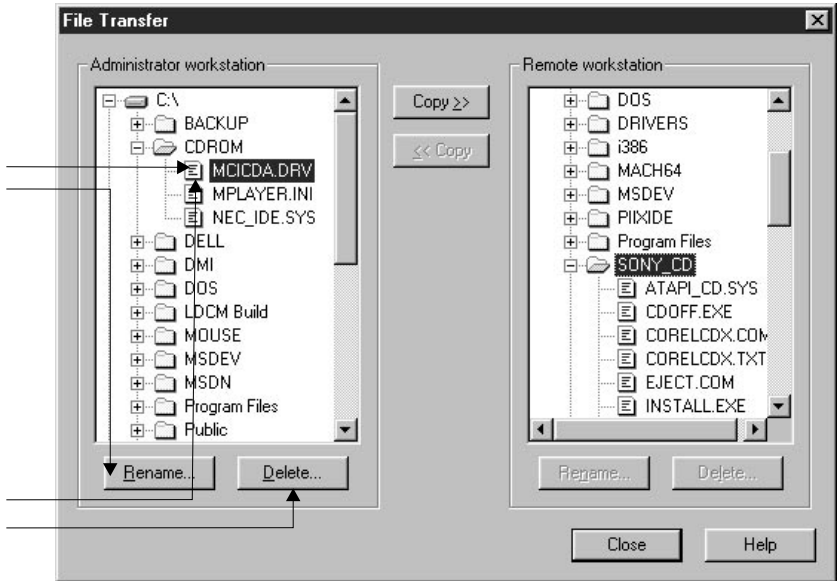 File Transfer
Administrator workstation
C:\
BACKUP
CDROM
MCICDA.DRV
MPLAYER.INI
NEC_IDE.SYS
DELL
DMI
DOS
LDCM Build
MOUSE
MSDEV
MSDN
Program Files
Public
Rename...
Delete...
Copy >>
<< Copy
Remote workstation
DOS
DRIVERS
i386
MACH64
MSDEV
PIIXIDE
Program Files
SONY_CD
ATAPI_CD.SYS
CDOFF.EXE
CORELCDX.COM
CORELCDX.TXT
EJECT.COM
INSTALL.EXE
Rename...
Delete...
Close
Help